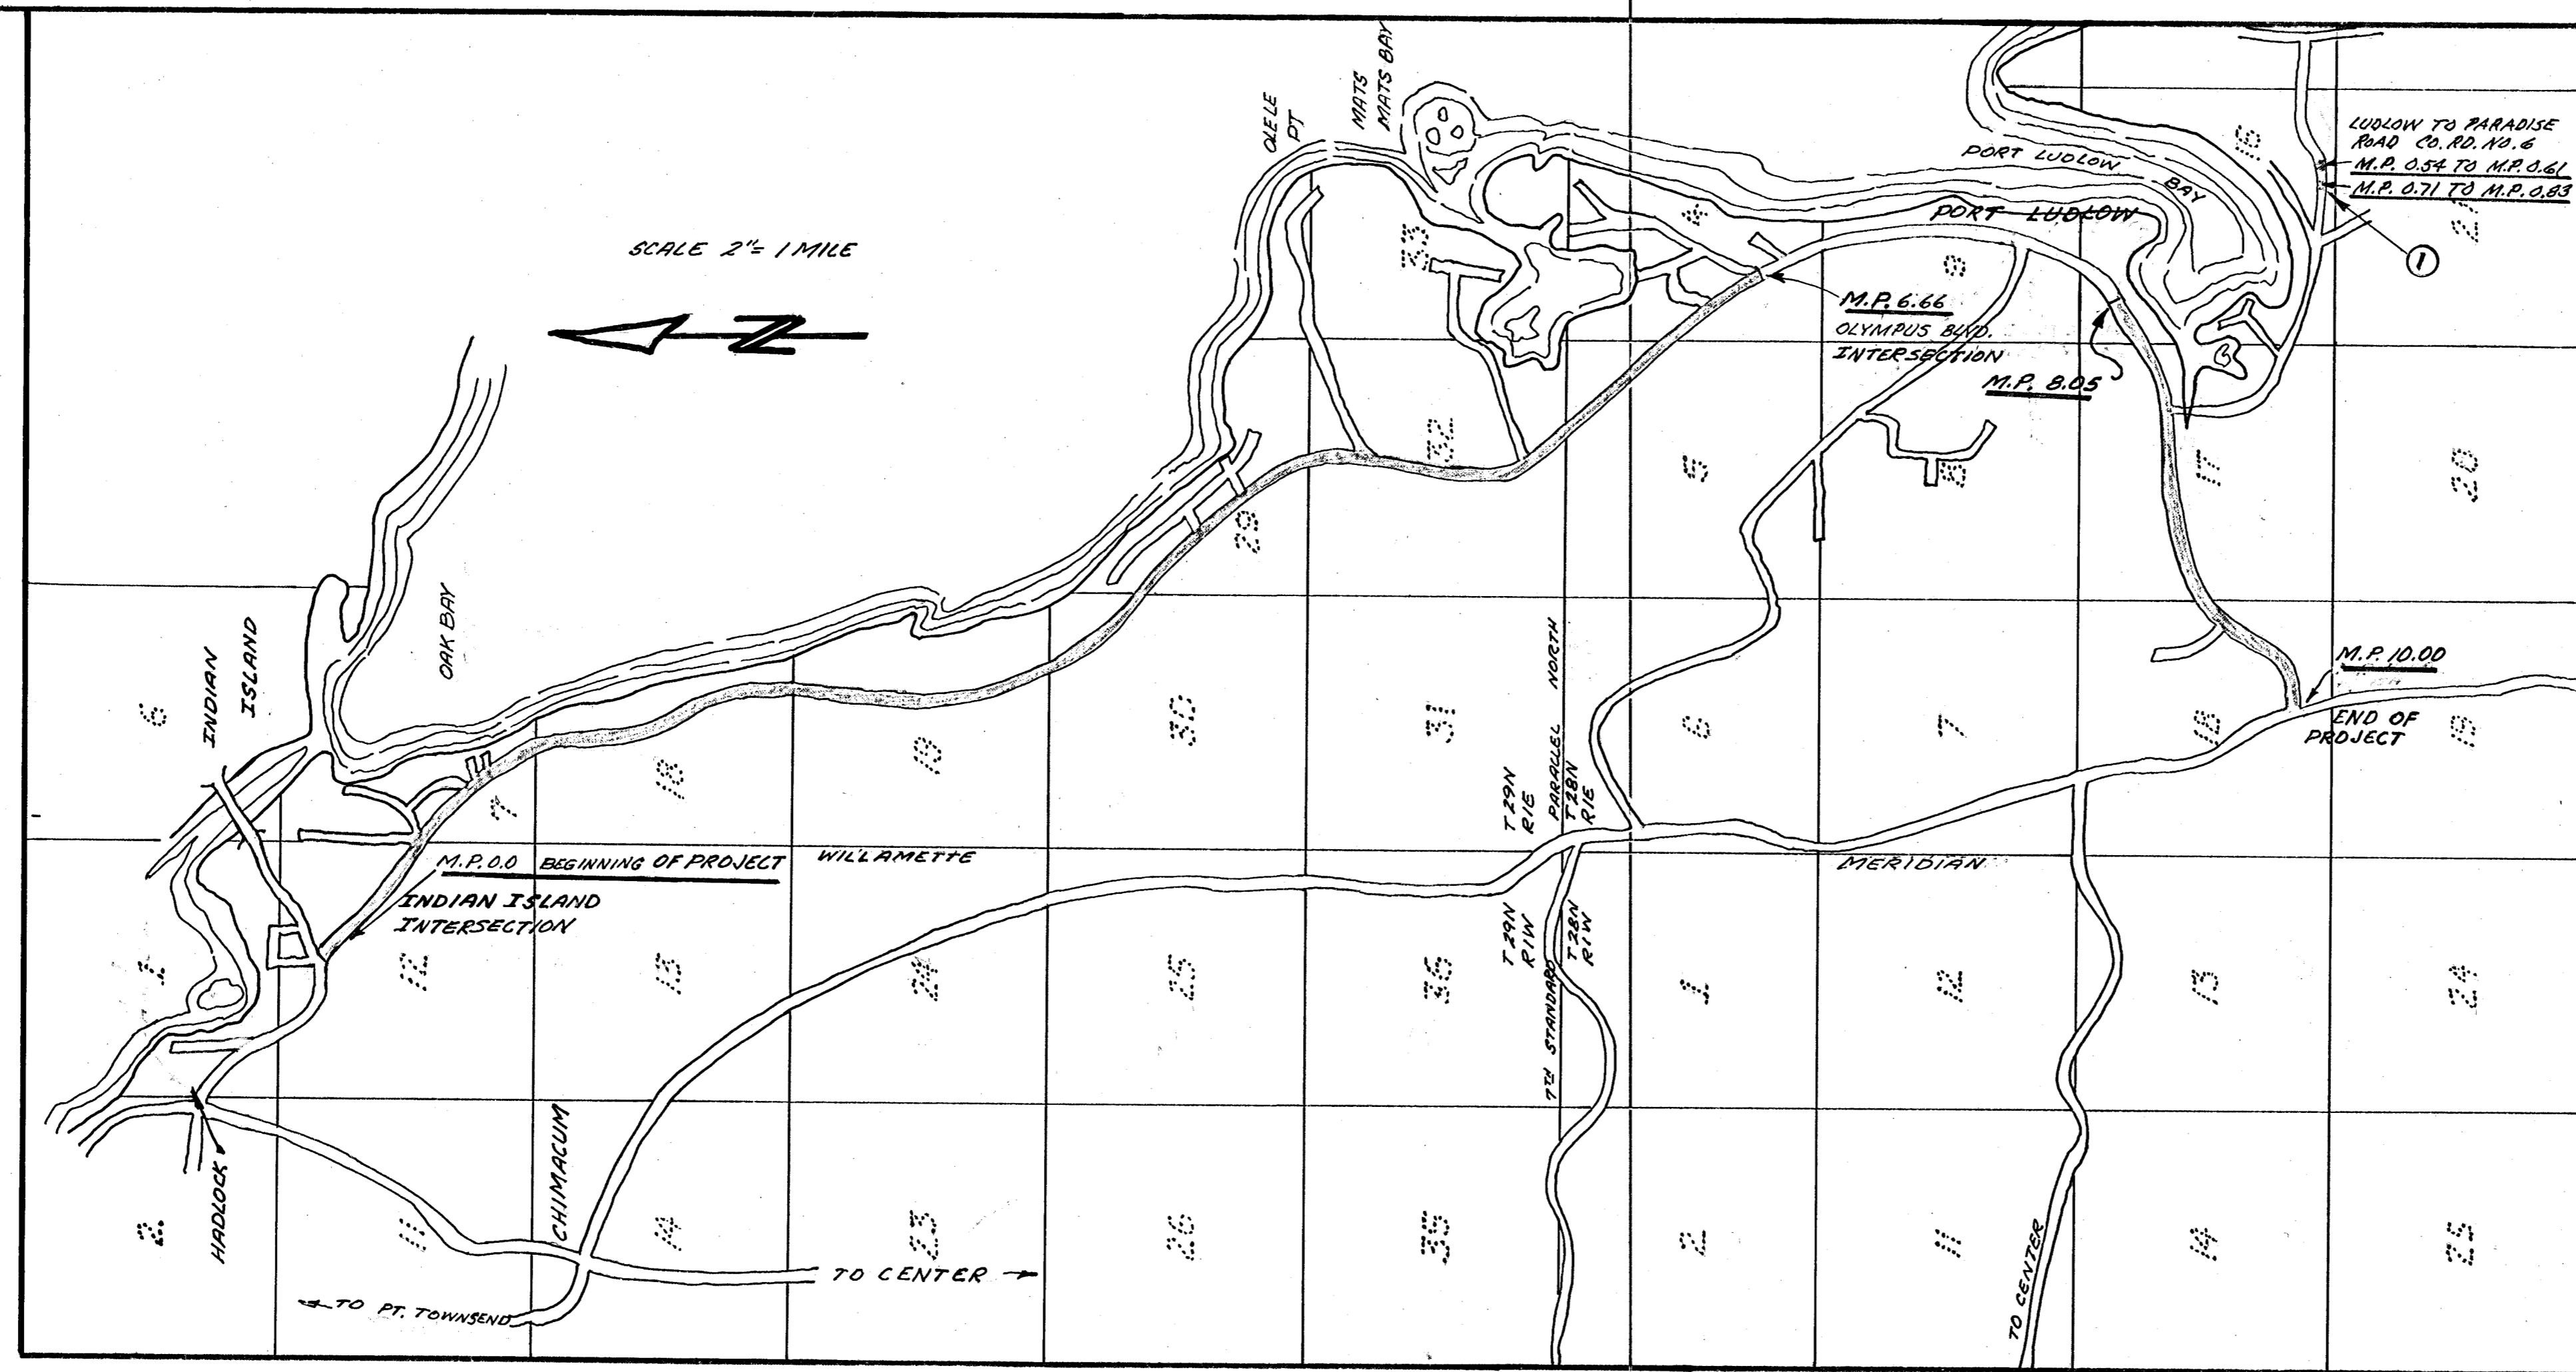 SCALE 2"= 1 MILE
N
OLELE
PT
MATS
MATS BAY
PORT LUDLOW
BAY
PORT LUDLOW
LUDLOW TO PARADISE
ROAD CO. RD. NO. 6
M.P. 0.54 TO M.P. 0.61
M.P. 0.71 TO M.P. 0.83
1
16
21
33
4
9
M.P. 6.66
OLYMPUS BLVD.
INTERSECTION
M.P. 8.05
29
32
5
8
17
20
OAK BAY
INDIAN
ISLAND
6
7
18
19
30
31
6
7
18
19
M.P. 10.00
END OF
PROJECT
T29N
R1E
PARALLEL NORTH
T28N
R1E
M.P. 0.0 BEGINNING OF PROJECT
INDIAN ISLAND
INTERSECTION
WILLAMETTE
MERIDIAN
T29N
R1W
T28N
R1W
7TH STANDARD
1
12
13
24
25
36
1
12
13
24
HADLOCK
CHIMACUM
2
11
14
23
26
35
2
11
14
25
TO CENTER →
← TO PT. TOWNSEND
TO CENTER